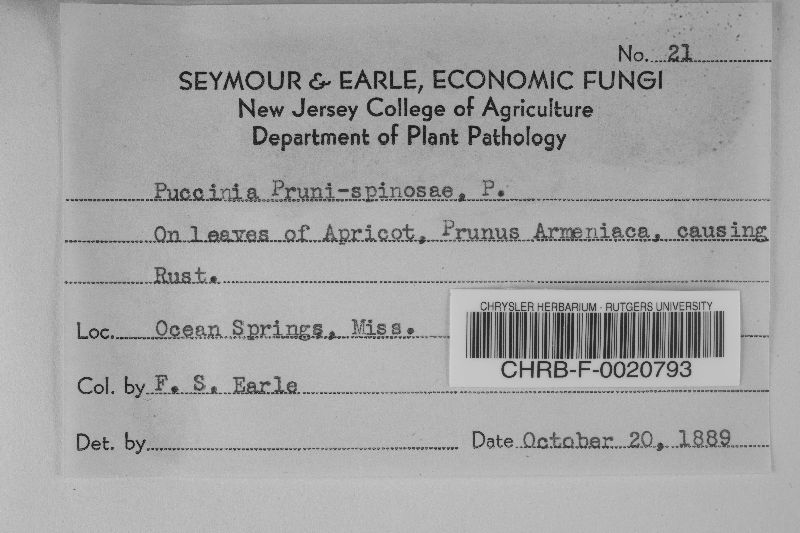 No. 21
SEYMOUR & EARLE, ECONOMIC FUNGI
New Jersey College of Agriculture
Department of Plant Pathology
Puccinia Pruni-spinosae, P.
On leaves of Apricot, Prunus Armeniaca, causing
Rust.
Loc. Ocean Springs, Miss.
CHRYSLER HERBARIUM - RUTGERS UNIVERSITY
CHRB-F-0020793
Col. by F. S. Earle
Det. by Date October 20, 1889